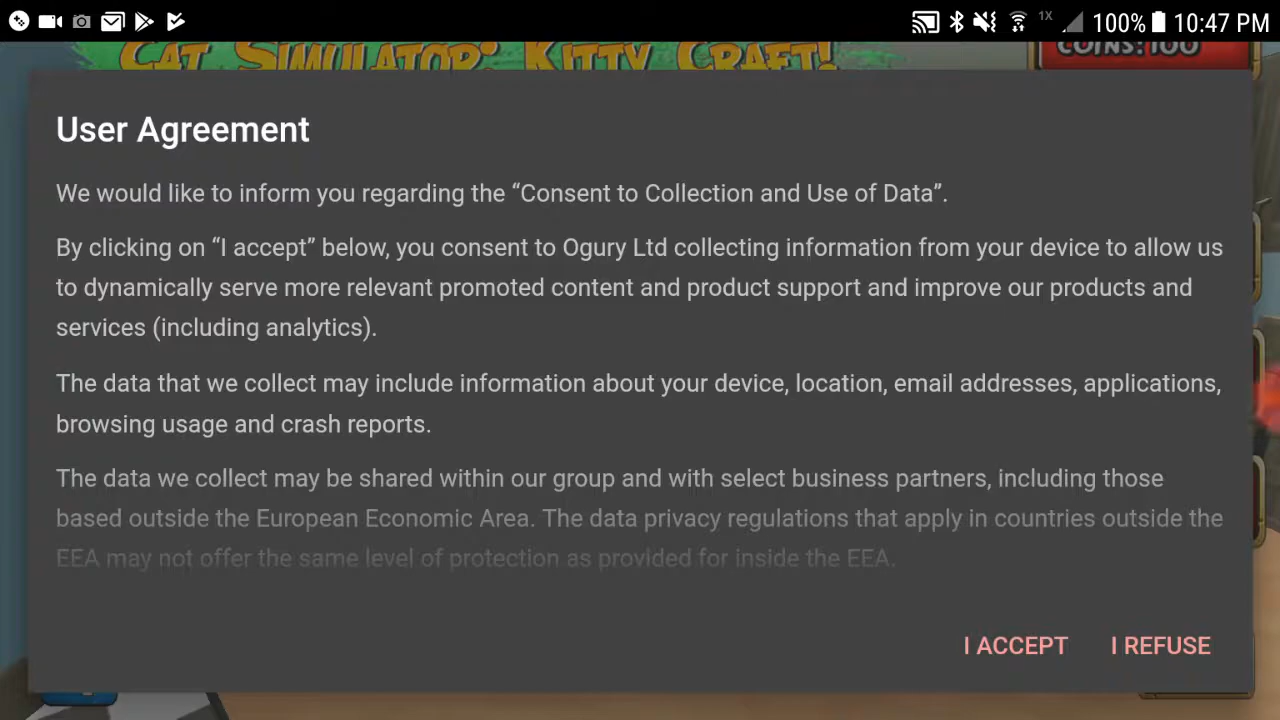 1X 100% 10:47 PM
CAT SIMULATOR: KITTY CRAFT!
COINS: 100
User Agreement
We would like to inform you regarding the “Consent to Collection and Use of Data”.
By clicking on “I accept” below, you consent to Ogury Ltd collecting information from your device to allow us
to dynamically serve more relevant promoted content and product support and improve our products and
services (including analytics).
The data that we collect may include information about your device, location, email addresses, applications,
browsing usage and crash reports.
The data we collect may be shared within our group and with select business partners, including those
based outside the European Economic Area. The data privacy regulations that apply in countries outside the
EEA may not offer the same level of protection as provided for inside the EEA.
I ACCEPT I REFUSE